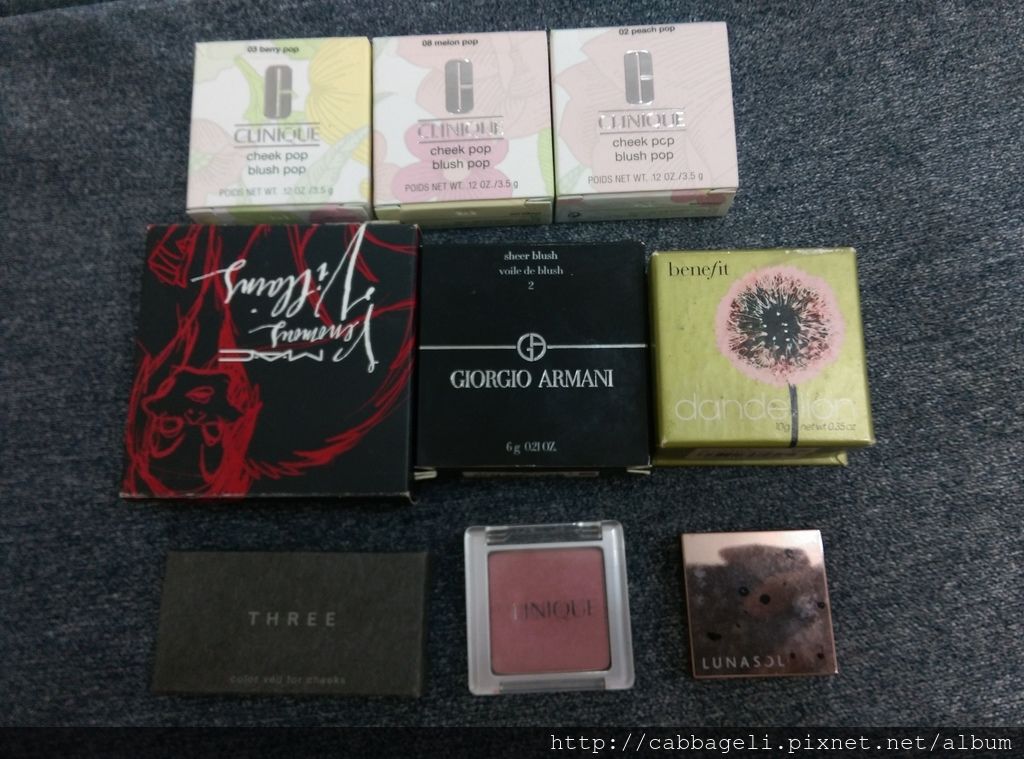 03 berry pop
CLINIQUE
cheek pop
blush pop
POIDS NET WT. .12 OZ./3.5 g
08 melon pop
CLINIQUE
cheek pop
blush pop
POIDS NET WT. .12 OZ./3.5 g
02 peach pop
CLINIQUE
cheek pop
blush pop
POIDS NET WT. .12 OZ./3.5 g
MAC
Venomous
Villains
sheer blush
voile de blush
2
GIORGIO ARMANI
6 g 0.21 OZ.
benefit
dandelion
10g net wt 0.35 oz
THREE
color veil for cheeks
CLINIQUE
LUNASOL
http://cabbageli.pixnet.net/album